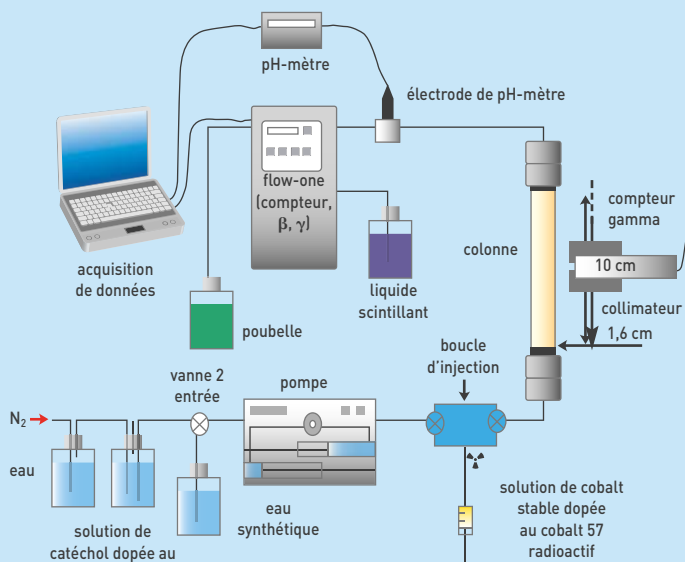 pH-mètre
électrode de pH-mètre
flow-one
(compteur,
β, γ)
acquisition
de données
poubelle
liquide
scintillant
colonne
compteur
gamma
10 cm
collimateur
1,6 cm
boucle
d'injection
vanne 2
entrée
pompe
N₂
eau
solution de
catéchol dopée au
eau
synthétique
solution de cobalt
stable dopée
au cobalt 57
radioactif